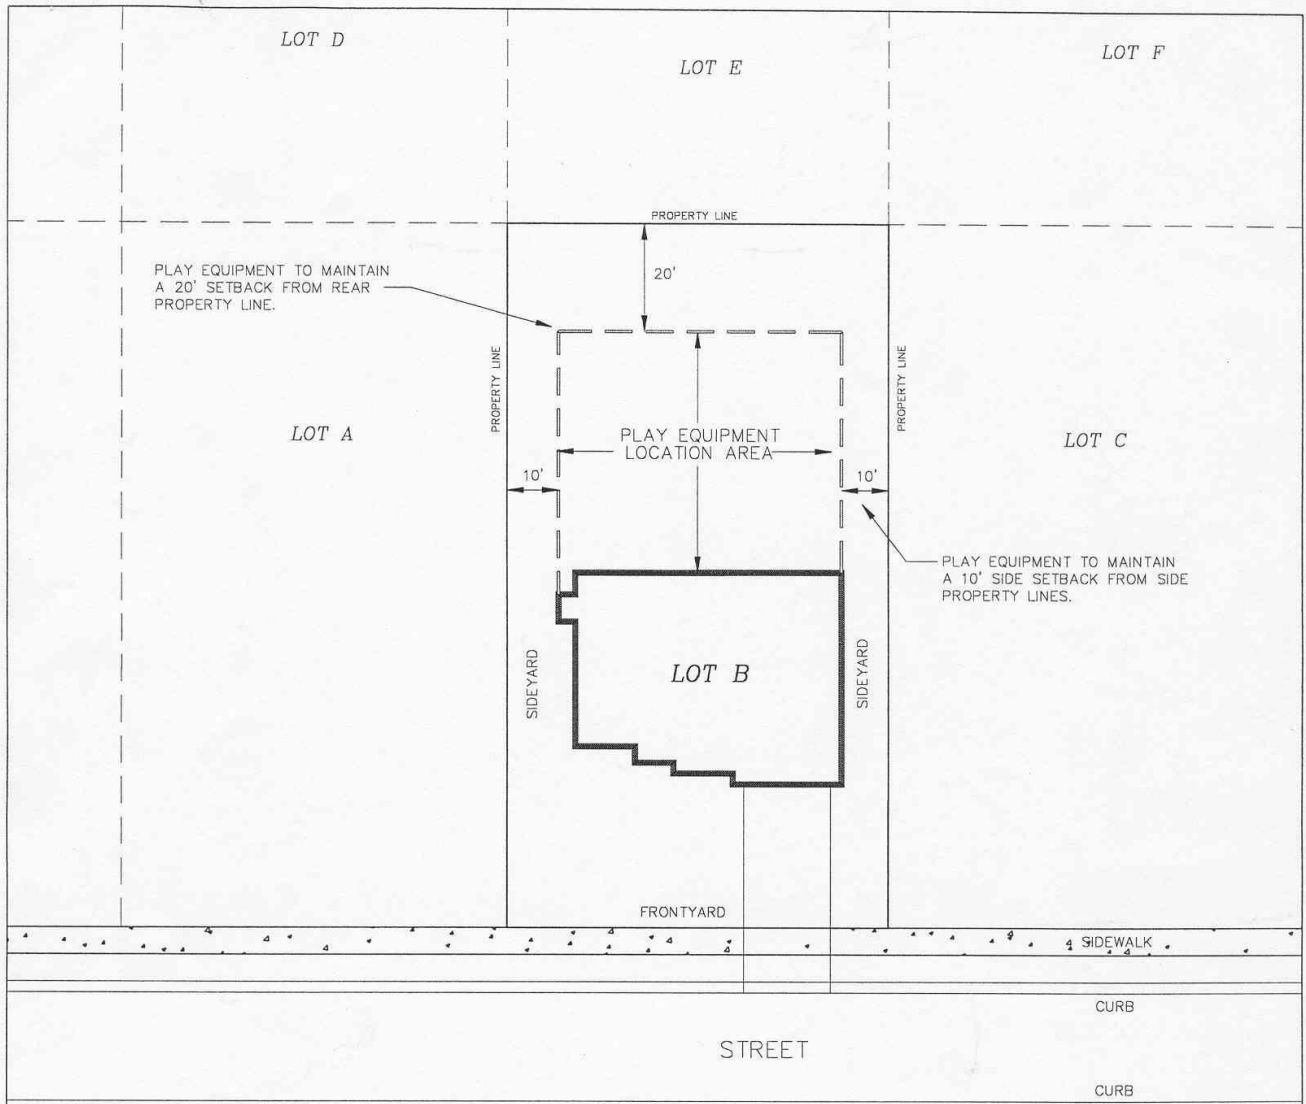 LOT D
LOT E
LOT F
PROPERTY LINE
PLAY EQUIPMENT TO MAINTAIN
A 20' SETBACK FROM REAR
PROPERTY LINE.
20'
PROPERTY LINE
PROPERTY LINE
LOT A
PLAY EQUIPMENT
LOCATION AREA
LOT C
10'
10'
PLAY EQUIPMENT TO MAINTAIN
A 10' SIDE SETBACK FROM SIDE
PROPERTY LINES.
SIDEYARD
LOT B
SIDEYARD
FRONTYARD
SIDEWALK
CURB
STREET
CURB